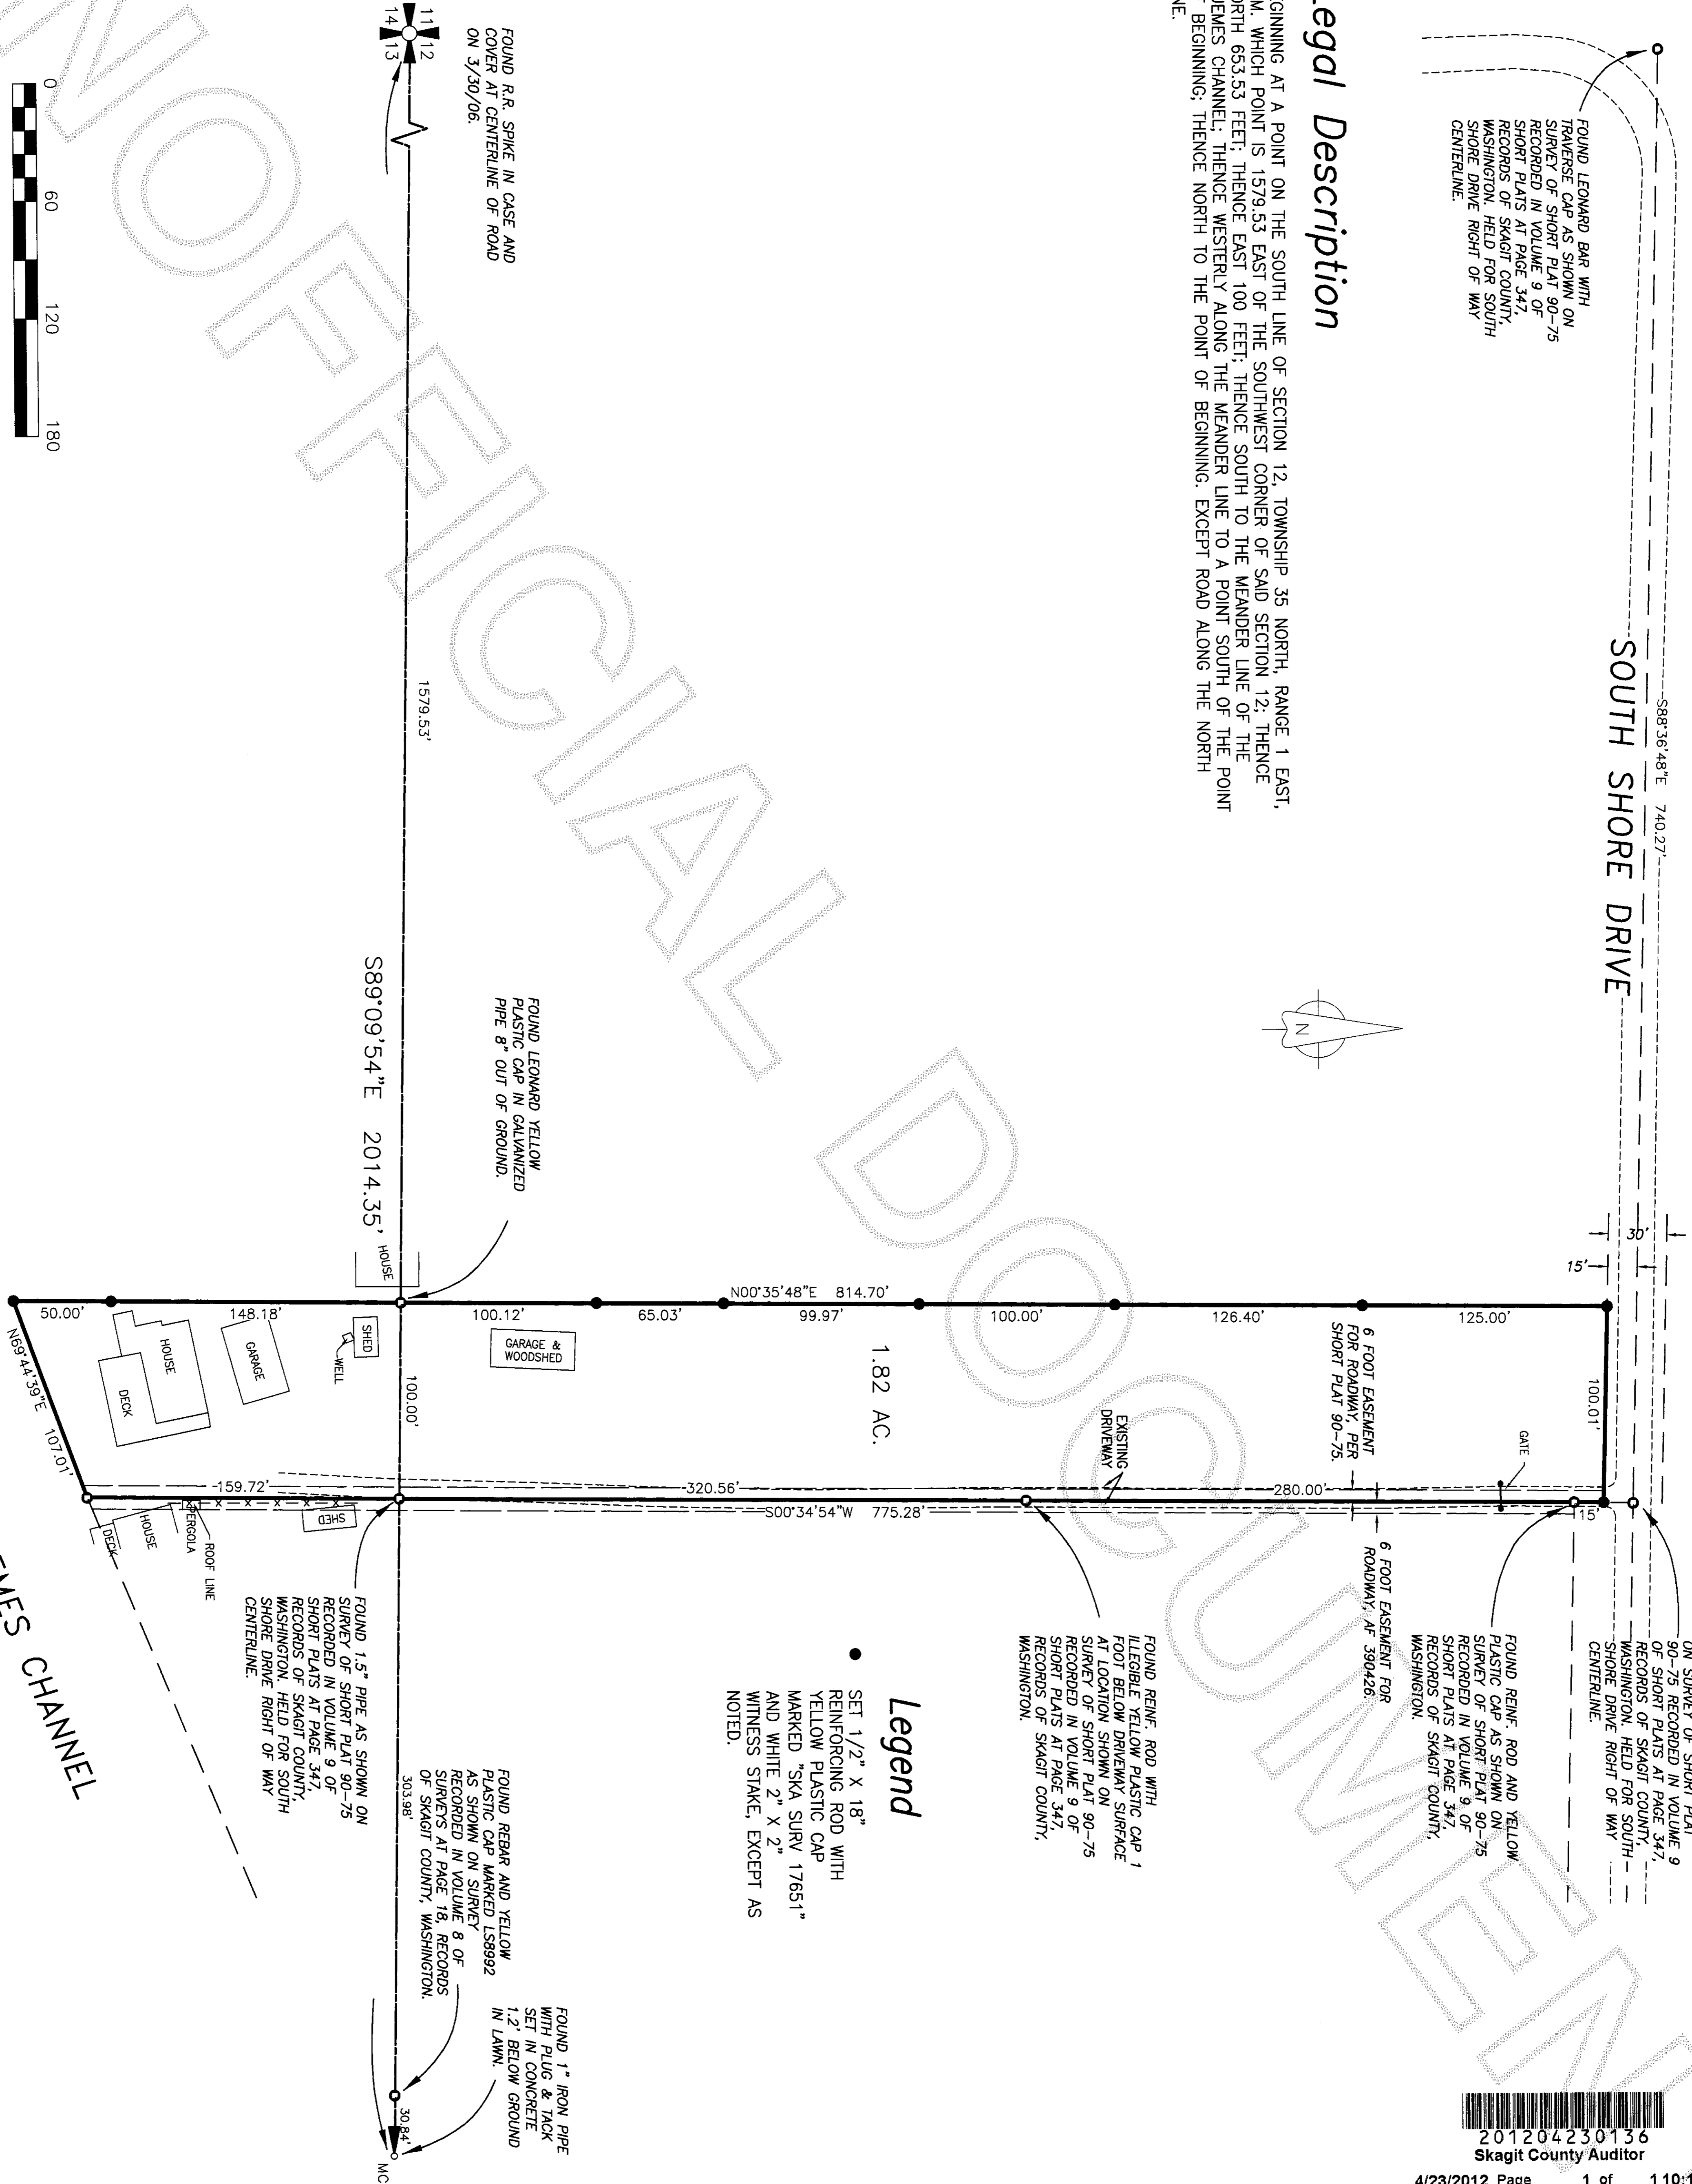 SOUTH SHORE DRIVE
S88°36'48"E 740.27'
30'
15'
FOUND LEONARD BAR WITH
TRAVERSE CAP AS SHOWN ON
SURVEY OF SHORT PLAT 90-75
RECORDED IN VOLUME 9 OF
SHORT PLATS AT PAGE 347,
RECORDS OF SKAGIT COUNTY,
WASHINGTON. HELD FOR SOUTH
SHORE DRIVE RIGHT OF WAY
CENTERLINE.
ON SURVEY OF SHORT PLAT
90-75 RECORDED IN VOLUME 9
OF SHORT PLATS AT PAGE 347,
RECORDS OF SKAGIT COUNTY,
WASHINGTON. HELD FOR SOUTH
SHORE DRIVE RIGHT OF WAY
CENTERLINE.
Legal Description
EGINNING AT A POINT ON THE SOUTH LINE OF SECTION 12, TOWNSHIP 35 NORTH, RANGE 1 EAST,
M. WHICH POINT IS 1579.53 EAST OF THE SOUTHWEST CORNER OF SAID SECTION 12; THENCE
ORTH 653.53 FEET; THENCE EAST 100 FEET; THENCE SOUTH TO THE MEANDER LINE OF THE
UEMES CHANNEL; THENCE WESTERLY ALONG THE MEANDER LINE TO A POINT SOUTH OF THE POINT
F BEGINNING; THENCE NORTH TO THE POINT OF BEGINNING. EXCEPT ROAD ALONG THE NORTH
NE.
N
100.01'
15'
GATE
FOUND REINF. ROD AND YELLOW
PLASTIC CAP AS SHOWN ON
SURVEY OF SHORT PLAT 90-75
RECORDED IN VOLUME 9 OF
SHORT PLATS AT PAGE 347,
RECORDS OF SKAGIT COUNTY,
WASHINGTON.
125.00'
126.40'
100.00'
99.97'
65.03'
100.12'
148.18'
50.00'
N00°35'48"E 814.70'
6 FOOT EASEMENT
FOR ROADWAY, PER
SHORT PLAT 90-75.
6 FOOT EASEMENT FOR
ROADWAY, AF 390426.
280.00'
320.56'
159.72'
S00°34'54"W 775.28'
EXISTING
DRIVEWAY
FOUND REINF. ROD WITH
ILLEGIBLE YELLOW PLASTIC CAP 1
FOOT BELOW DRIVEWAY SURFACE
AT LOCATION SHOWN ON
SURVEY OF SHORT PLAT 90-75
RECORDED IN VOLUME 9 OF
SHORT PLATS AT PAGE 347,
RECORDS OF SKAGIT COUNTY,
WASHINGTON.
1.82 AC.
Legend
SET 1/2" X 18"
REINFORCING ROD WITH
YELLOW PLASTIC CAP
MARKED "SKA SURV 17651"
AND WHITE 2" X 2"
WITNESS STAKE, EXCEPT AS
NOTED.
GARAGE &
WOODSHED
FOUND LEONARD YELLOW
PLASTIC CAP IN GALVANIZED
PIPE 8" OUT OF GROUND.
FOUND R.R. SPIKE IN CASE AND
COVER AT CENTERLINE OF ROAD
ON 3/30/06.
11 12
14 13
1579.53'
S89°09'54"E 2014.35'
100.00'
303.98'
30.84'
MC
FOUND 1" IRON PIPE
WITH PLUG & TACK
SET IN CONCRETE
1.2' BELOW GROUND
IN LAWN.
FOUND REBAR AND YELLOW
PLASTIC CAP MARKED LS8992
AS SHOWN ON SURVEY
RECORDED IN VOLUME 8 OF
SURVEYS AT PAGE 18, RECORDS
OF SKAGIT COUNTY, WASHINGTON.
FOUND 1.5" PIPE AS SHOWN ON
SURVEY OF SHORT PLAT 90-75
RECORDED IN VOLUME 9 OF
SHORT PLATS AT PAGE 347,
RECORDS OF SKAGIT COUNTY,
WASHINGTON. HELD FOR SOUTH
SHORE DRIVE RIGHT OF WAY
CENTERLINE.
HOUSE
SHED
WELL
GARAGE
HOUSE
DECK
SHED
ROOF LINE
PERGOLA
HOUSE
DECK
N69°44'39"E 107.01'
EMES CHANNEL
0 60 120 180
NOFFICIAL DOCUMEN
201204230136
Skagit County Auditor
4/23/2012 Page 1 of 1 10:1